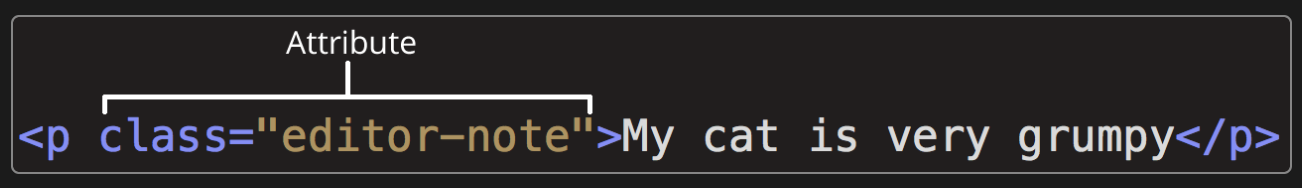 Attribute
<p class="editor-note">My cat is very grumpy</p>